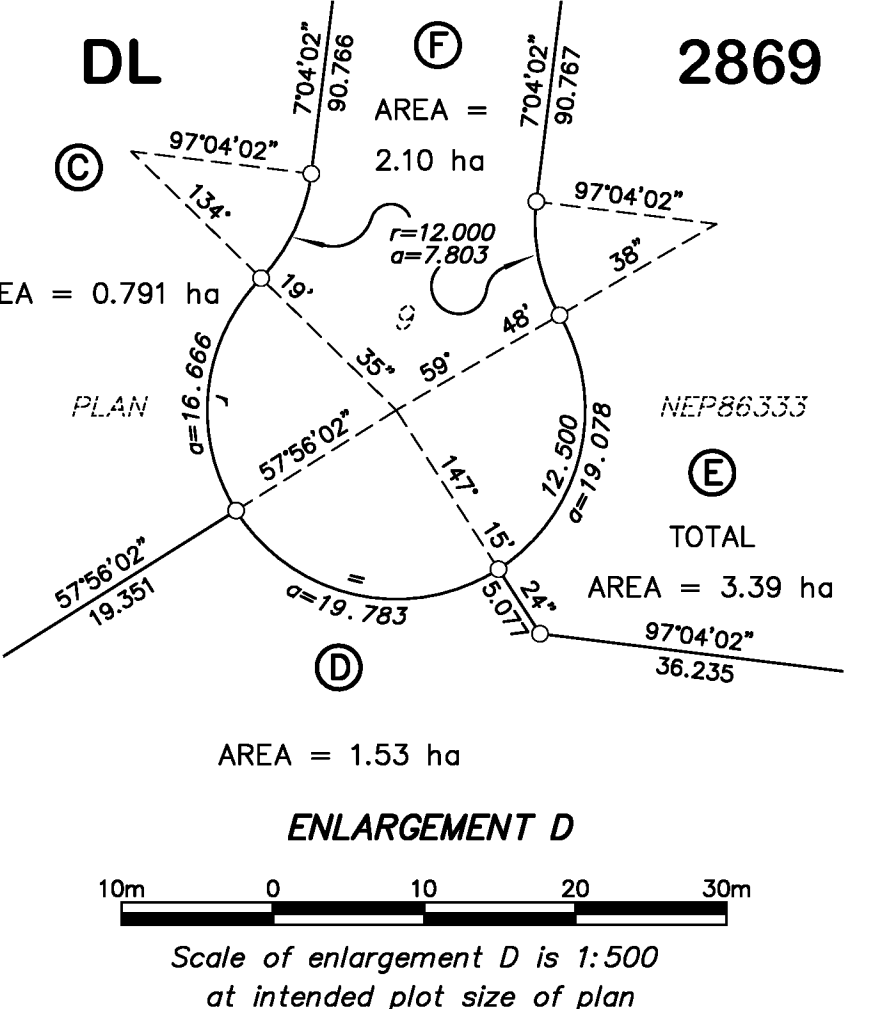 DL
2869
7°04'02"
90.766
F
AREA =
2.10 ha
7°04'02"
90.767
C
97°04'02"
134°
19'
35"
r=12.000
a=7.803
97°04'02"
59°
48'
38"
EA = 0.791 ha
9
a=16.666
r
PLAN
NEP86333
57°56'02"
147°
15'
24"
12.500
a=19.078
E
TOTAL
AREA = 3.39 ha
57°56'02"
19.351
=
a=19.783
5.077
97°04'02"
36.235
D
AREA = 1.53 ha
ENLARGEMENT D
10m 0 10 20 30m
Scale of enlargement D is 1:500
at intended plot size of plan